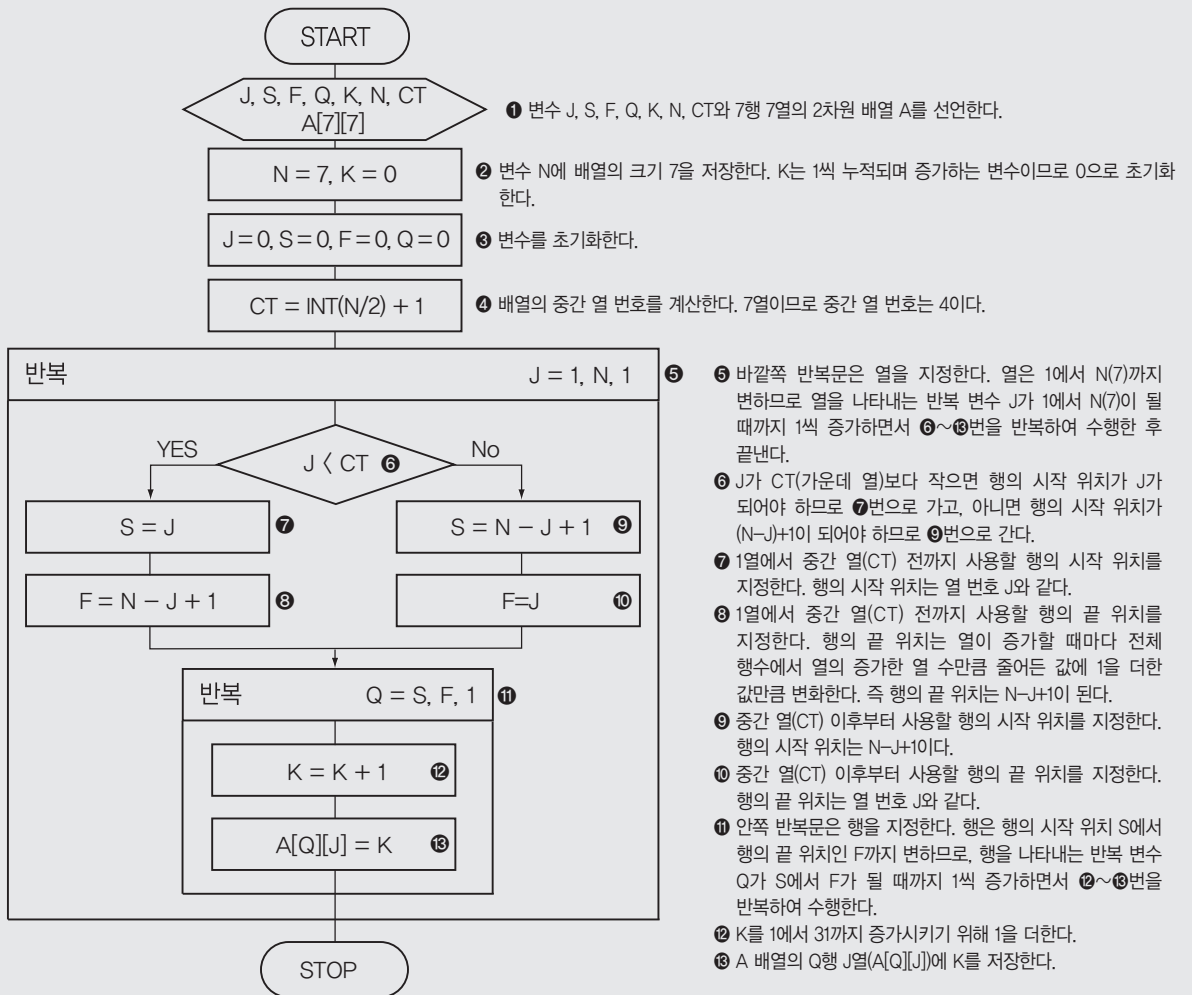 START
J, S, F, Q, K, N, CT
A[7][7]
❶ 변수 J, S, F, Q, K, N, CT와 7행 7열의 2차원 배열 A를 선언한다.
N = 7, K = 0
❷ 변수 N에 배열의 크기 7을 저장한다. K는 1씩 누적되며 증가하는 변수이므로 0으로 초기화
한다.
J=0, S=0, F=0, Q=0
❸ 변수를 초기화한다.
CT = INT(N/2) + 1
❹ 배열의 중간 열 번호를 계산한다. 7열이므로 중간 열 번호는 4이다.
반복 J = 1, N, 1 ❺
YES
J < CT ❻
No
S = J ❼
S = N − J + 1 ❾
F = N − J + 1 ❽
F=J ❿
반복 Q = S, F, 1 ⓫
K = K + 1 ⓬
A[Q][J] = K ⓭
STOP
❺ 바깥쪽 반복문은 열을 지정한다. 열은 1에서 N(7)까지
변하므로 열을 나타내는 반복 변수 J가 1에서 N(7)이 될
때까지 1씩 증가하면서 ❻~⓭번을 반복하여 수행한 후
끝낸다.
❻ J가 CT(가운데 열)보다 작으면 행의 시작 위치가 J가
되어야 하므로 ❼번으로 가고, 아니면 행의 시작 위치가
(N−J)+1이 되어야 하므로 ❾번으로 간다.
❼ 1열에서 중간 열(CT) 전까지 사용할 행의 시작 위치를
지정한다. 행의 시작 위치는 열 번호 J와 같다.
❽ 1열에서 중간 열(CT) 전까지 사용할 행의 끝 위치를
지정한다. 행의 끝 위치는 열이 증가할 때마다 전체
행수에서 열의 증가한 열 수만큼 줄어든 값에 1을 더한
값만큼 변화한다. 즉 행의 끝 위치는 N−J+1이 된다.
❾ 중간 열(CT) 이후부터 사용할 행의 시작 위치를 지정한다.
행의 시작 위치는 N−J+1이다.
❿ 중간 열(CT) 이후부터 사용할 행의 끝 위치를 지정한다.
행의 끝 위치는 열 번호 J와 같다.
⓫ 안쪽 반복문은 행을 지정한다. 행은 행의 시작 위치 S에서
행의 끝 위치인 F까지 변하므로, 행을 나타내는 반복 변수
Q가 S에서 F가 될 때까지 1씩 증가하면서 ⓬~⓭번을
반복하여 수행한다.
⓬ K를 1에서 31까지 증가시키기 위해 1을 더한다.
⓭ A 배열의 Q행 J열(A[Q][J])에 K를 저장한다.